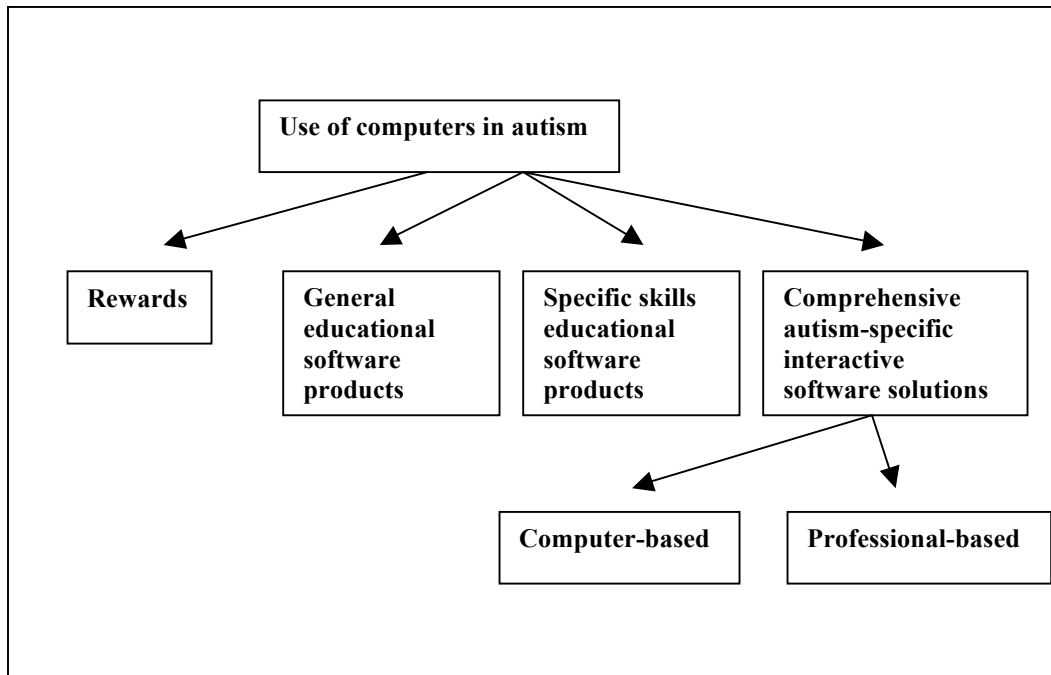 Use of computers in autism
Rewards
General
educational
software
products
Specific skills
educational
software
products
Comprehensive
autism-specific
interactive
software solutions
Computer-based
Professional-based